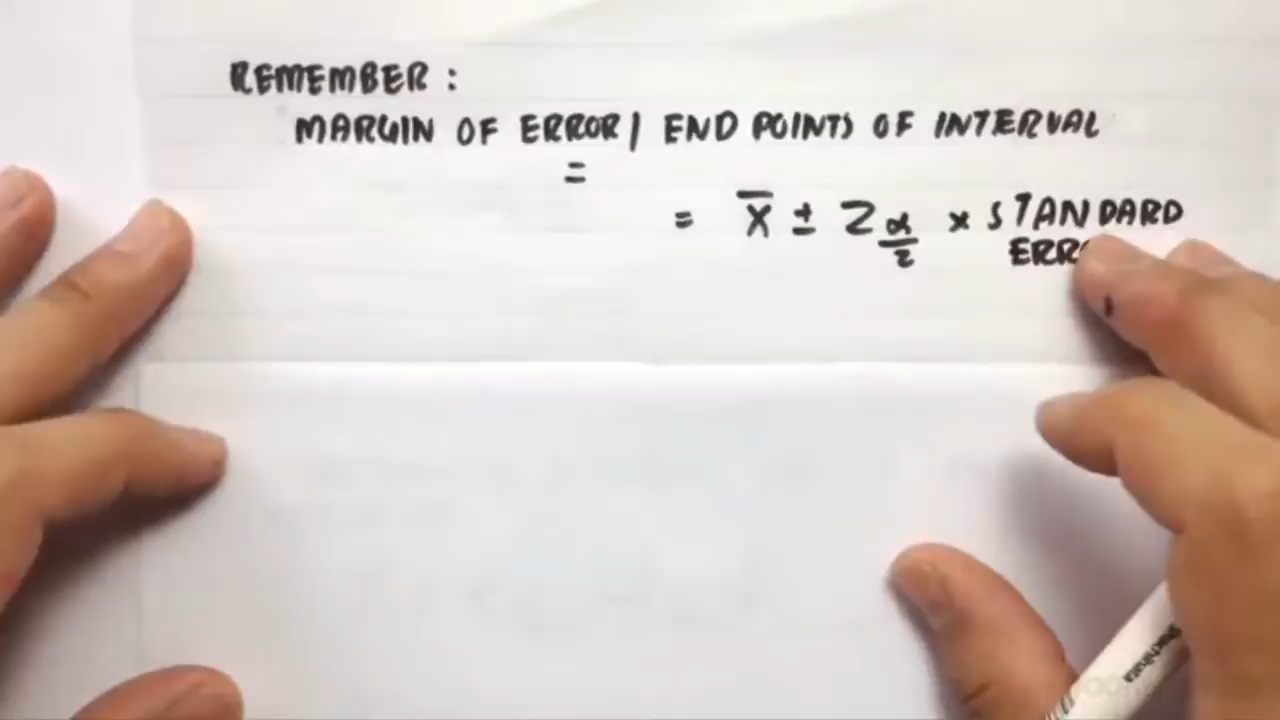 REMEMBER :
MARGIN OF ERROR / END POINTS OF INTERVAL
=
= x̄ ± Z α/2 × STANDARD